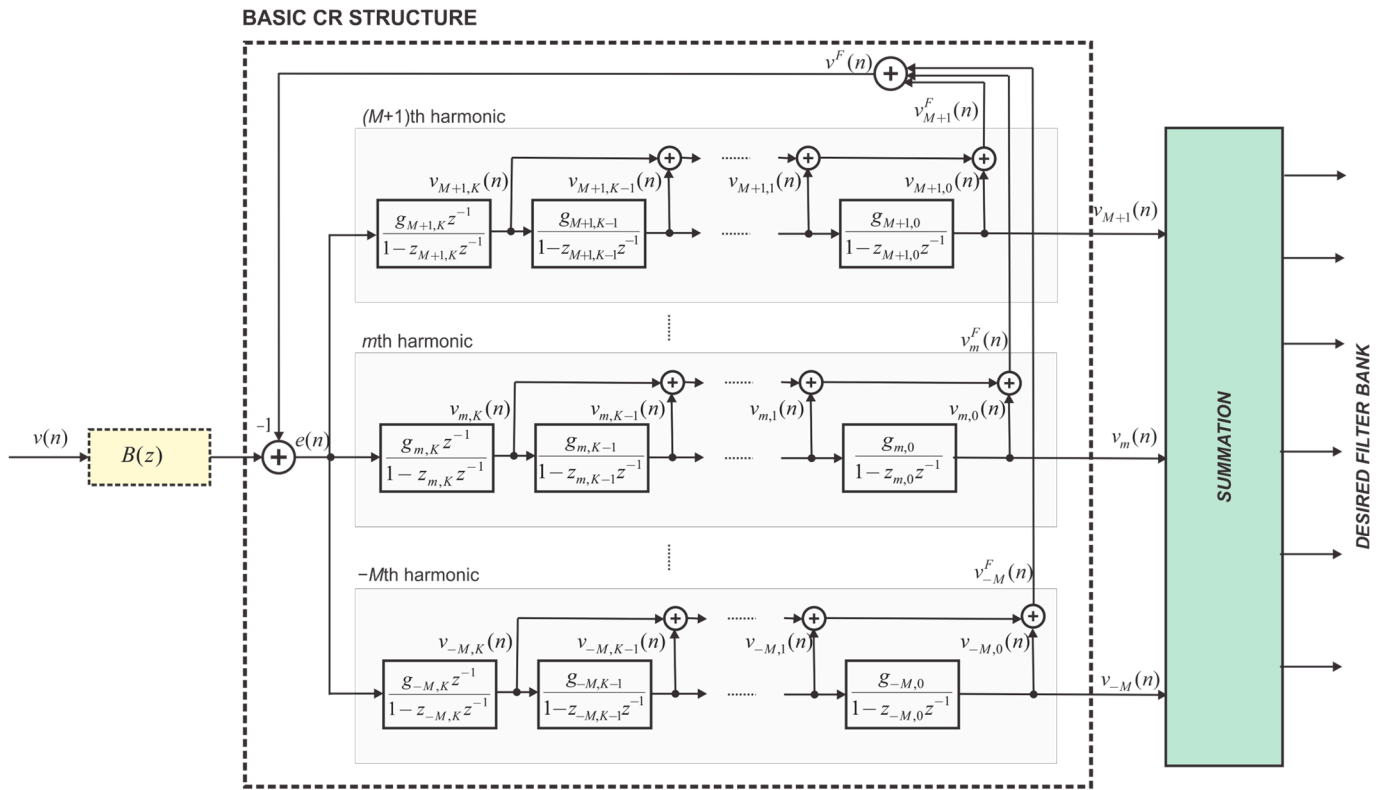 BASIC CR STRUCTURE
v^F(n)
+
v^F_{M+1}(n)
(M+1)th harmonic
+ ........ + +
v_{M+1,K}(n) v_{M+1,K−1}(n) v_{M+1,1}(n) v_{M+1,0}(n)
g_{M+1,K}z^{−1} g_{M+1,K−1} g_{M+1,0}
1−z_{M+1,K}z^{−1} 1−z_{M+1,K−1}z^{−1} 1−z_{M+1,0}z^{−1}
v_{M+1}(n)
v^F_m(n)
mth harmonic
+ ........ + +
v_{m,K}(n) v_{m,K−1}(n) v_{m,1}(n) v_{m,0}(n)
g_{m,K}z^{−1} g_{m,K−1} g_{m,0}
1−z_{m,K}z^{−1} 1−z_{m,K−1}z^{−1} 1−z_{m,0}z^{−1}
v_m(n)
v(n)
B(z)
−1
+
e(n)
v^F_{−M}(n)
−Mth harmonic
+ ........ + +
v_{−M,K}(n) v_{−M,K−1}(n) v_{−M,1}(n) v_{−M,0}(n)
g_{−M,K}z^{−1} g_{−M,K−1} g_{−M,0}
1−z_{−M,K}z^{−1} 1−z_{−M,K−1}z^{−1} 1−z_{−M,0}z^{−1}
v_{−M}(n)
SUMMATION
DESIRED FILTER BANK